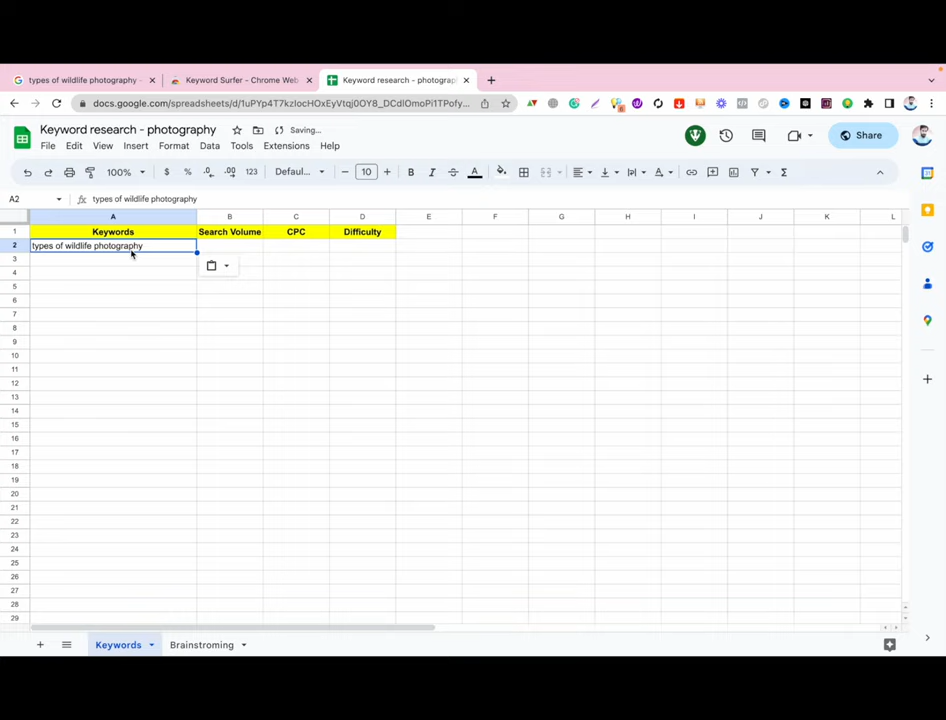 types of wildlife photography -
Keyword Surfer - Chrome Web
Keyword research - photograp
docs.google.com/spreadsheets/d/1uPYp4T7kzIocHOxEyVtqj0OY8_DCdIOmoPi1TPofy...
Keyword research - photography
Saving...
File Edit View Insert Format Data Tools Extensions Help
Share
100% $ % .0 .00 123 Defaul... 10 B I A
A2 types of wildlife photography
A B C D E F G H I J K L
1 Keywords Search Volume CPC Difficulty
2 types of wildlife photography
3
4
5
6
7
8
9
10
11
12
13
14
15
16
17
18
19
20
21
22
23
24
25
26
27
28
29
Keywords Brainstroming